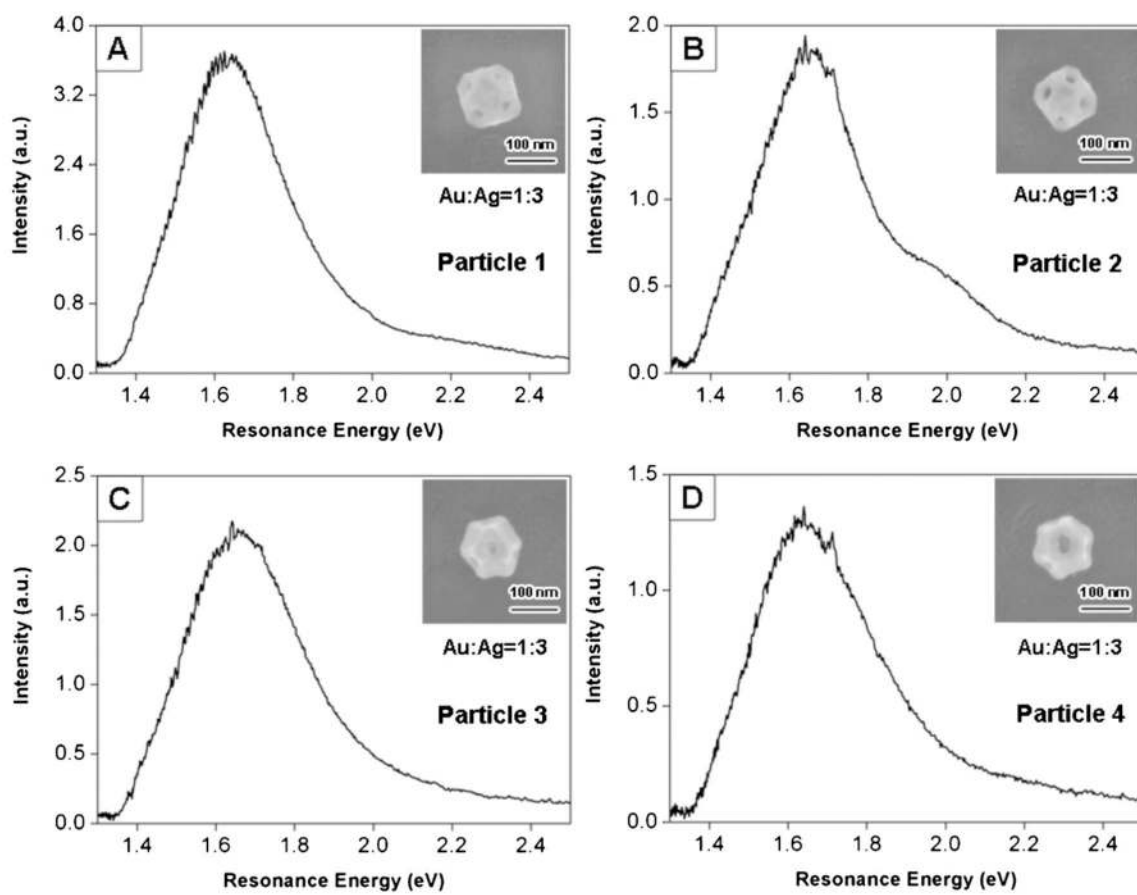 A
4.0
3.2
2.4
1.6
0.8
0.0
Intensity (a.u.)
1.4 1.6 1.8 2.0 2.2 2.4
Resonance Energy (eV)
100 nm
Au:Ag=1:3
Particle 1
B
2.0
1.5
1.0
0.5
0.0
Intensity (a.u.)
1.4 1.6 1.8 2.0 2.2 2.4
Resonance Energy (eV)
100 nm
Au:Ag=1:3
Particle 2
C
2.5
2.0
1.5
1.0
0.5
0.0
Intensity (a.u.)
1.4 1.6 1.8 2.0 2.2 2.4
Resonance Energy (eV)
100 nm
Au:Ag=1:3
Particle 3
D
1.5
1.2
0.9
0.5
0.0
Intensity (a.u.)
1.4 1.6 1.8 2.0 2.2 2.4
Resonance Energy (eV)
100 nm
Au:Ag=1:3
Particle 4